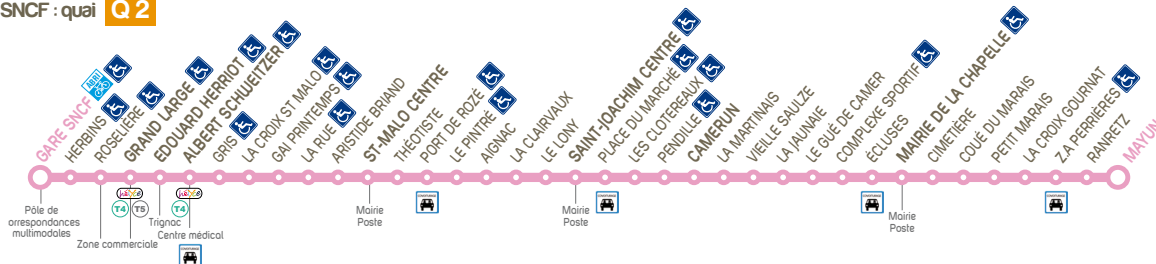 SNCF : quai Q 2
GARE SNCF
ABRI
HERBINS
ROSELIÈRE
GRAND LARGE
EDOUARD HERRIOT
ALBERT SCHWEITZER
GRIS
LA CROIX ST MALO
GAI PRINTEMPS
LA RUE
ARISTIDE BRIAND
ST-MALO CENTRE
THÉOTISTE
PORT DE ROZÉ
LE PINTRÉ
AIGNAC
LA CLAIRVAUX
LE LONY
SAINT-JOACHIM CENTRE
PLACE DU MARCHÉ
LES CLOTEREAUX
PENDILLE
CAMERUN
LA MARTINAIS
VIEILLE SAULZE
LA JAUNAIE
LE GUÉ DE CAMER
COMPLEXE SPORTIF
ECLUSES
MAIRIE DE LA CHAPELLE
CIMETIÈRE
COUÉ DU MARAIS
PETIT MARAIS
LA CROIX GOURNAT
Z.A PERRIÈRES
RANRETZ
MAYUN
Pôle de
orrespondances
multimodales
Zone commerciale
T4
T5
Trignac
T4
Centre médical
Mairie
Poste
Mairie
Poste
Mairie
Poste